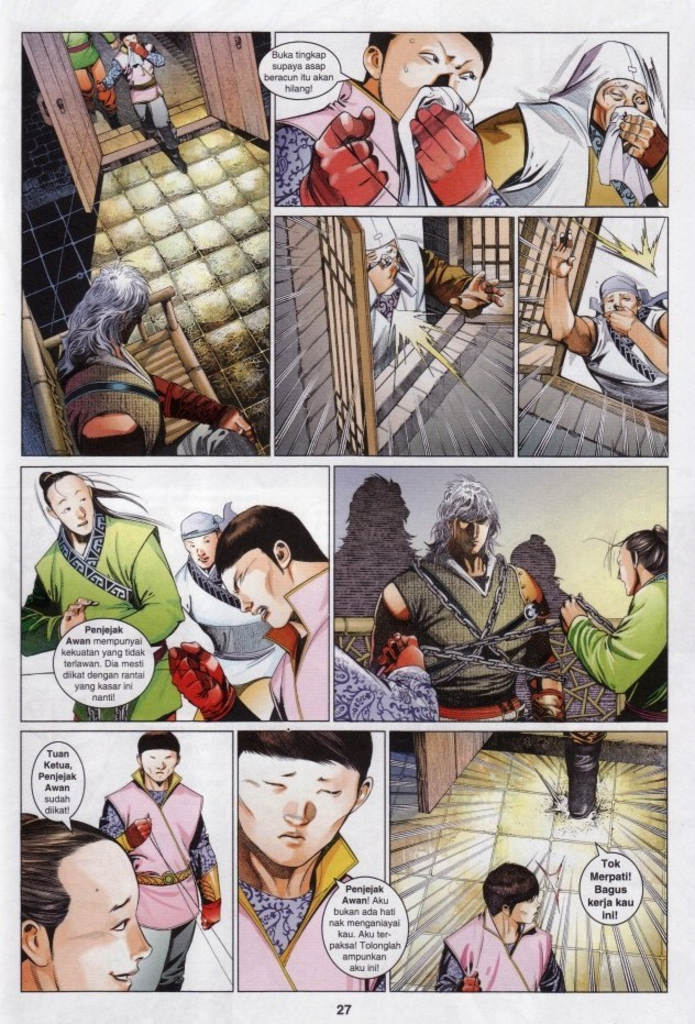 Buka tingkap
supaya asap
beracun itu akan
hilang!
Penjejak
Awan mempunyai
kekuatan yang tidak
terlawan. Dia mesti
diikat dengan rantai
yang kasar ini
nanti!
Tuan
Ketua,
Penjejak
Awan
sudah
diikat!
Penjejak
Awan! Aku
bukan ada hati
nak menganiayai
kau. Aku ter-
paksa! Tolonglah
ampunkan
aku ini!
Tok
Merpati!
Bagus
kerja kau
ini!
27